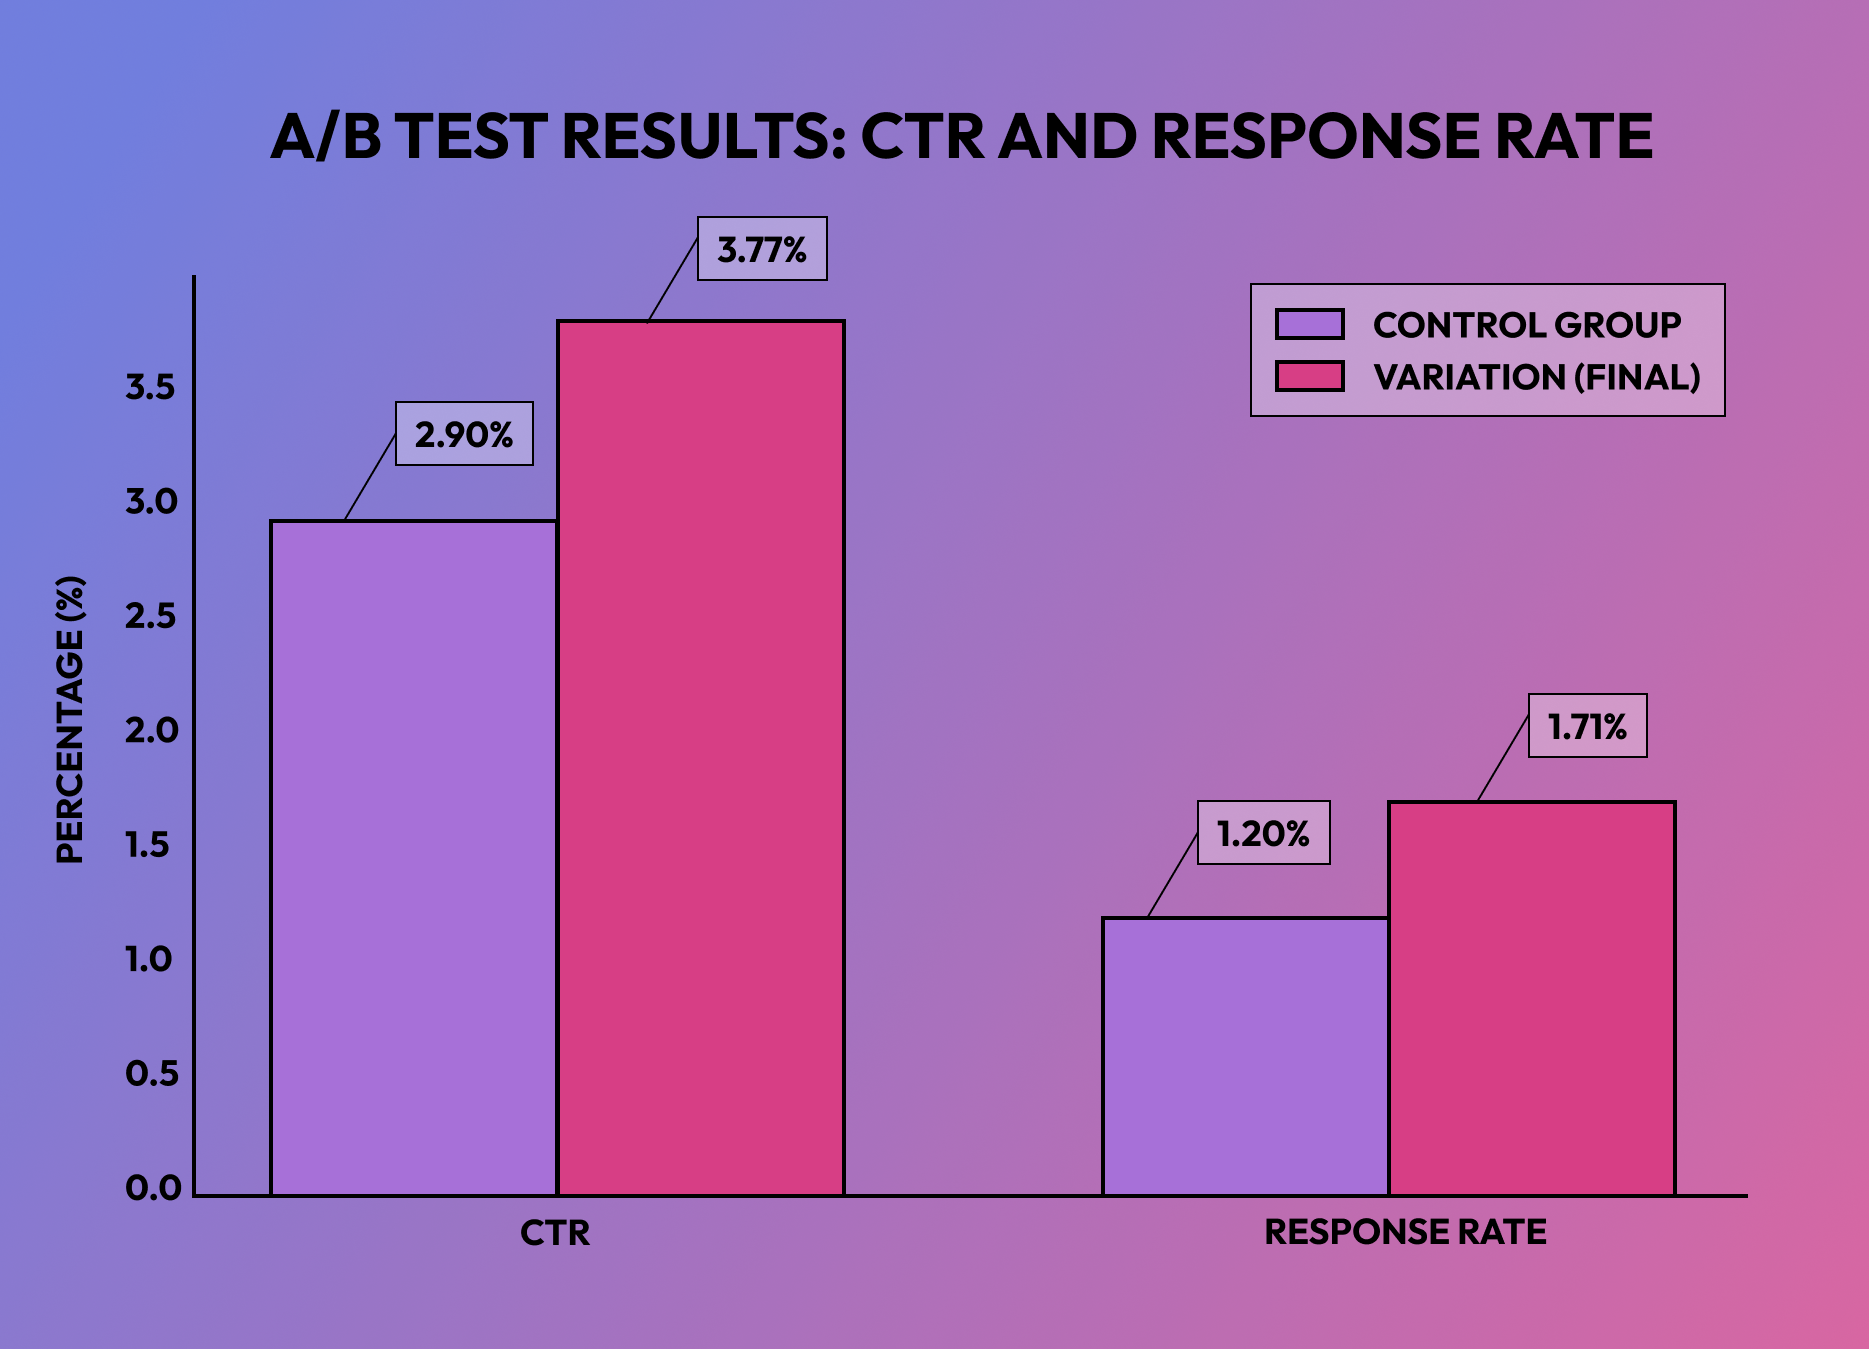 A/B TEST RESULTS: CTR AND RESPONSE RATE
3.77%
CONTROL GROUP
VARIATION (FINAL)
3.5
2.90%
3.0
PERCENTAGE (%)
2.5
2.0
1.71%
1.5
1.20%
1.0
0.5
0.0
CTR
RESPONSE RATE